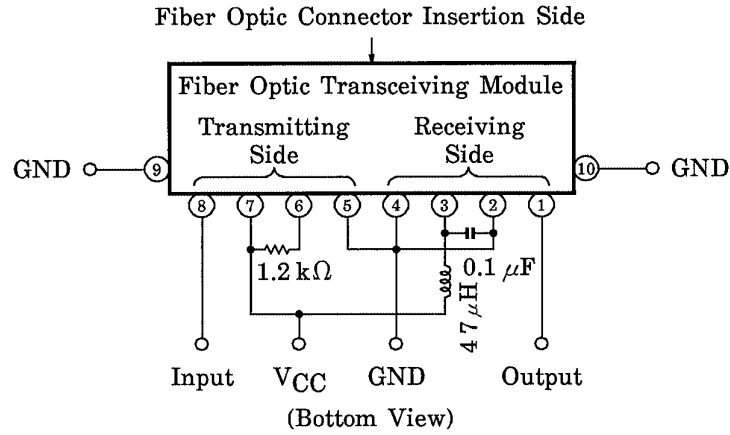 Fiber Optic Connector Insertion Side
Fiber Optic Transceiving Module
Transmitting Side
Receiving Side
GND
9
10
GND
8 7 6 5 4 3 2 1
1.2 kΩ
0.1 μF
47 μH
Input
VCC
GND
Output
(Bottom View)